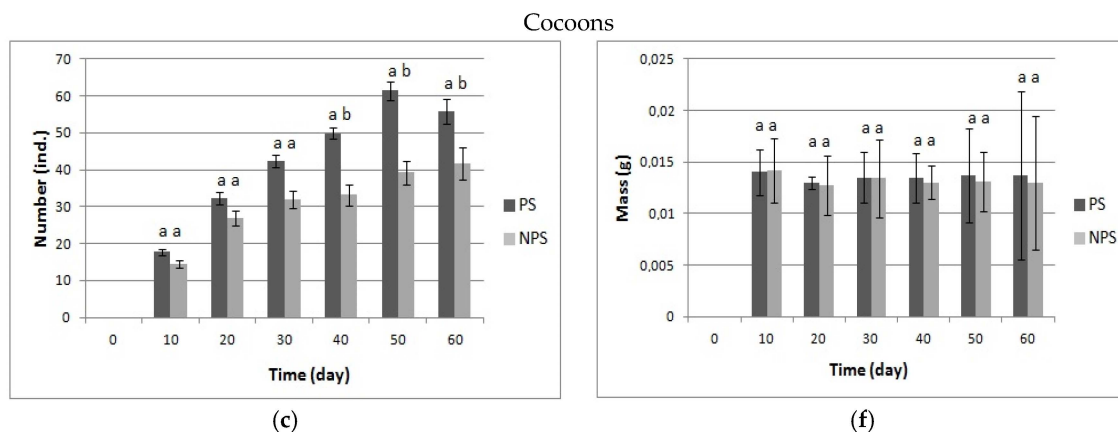 Cocoons
70
60
50
40
30
20
10
0
Number (ind.)
a a
a a
a a
a b
a b
a b
0 10 20 30 40 50 60
Time (day)
PS
NPS
(c)
0,025
0,02
0,015
0,01
0,005
0
Mass (g)
a a
a a
a a
a a
a a
a a
0 10 20 30 40 50 60
Time (day)
PS
NPS
(f)